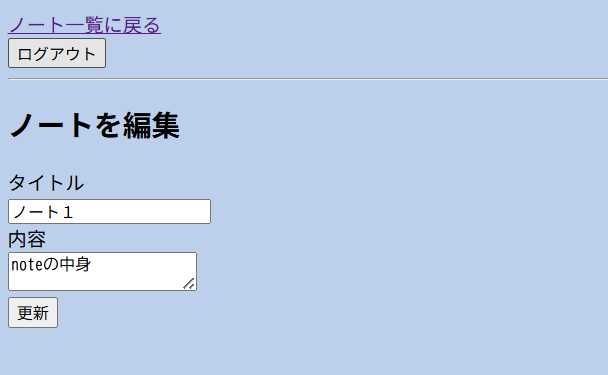 ノート一覧に戻る
ログアウト
ノートを編集
タイトル
ノート１
内容
noteの中身
更新